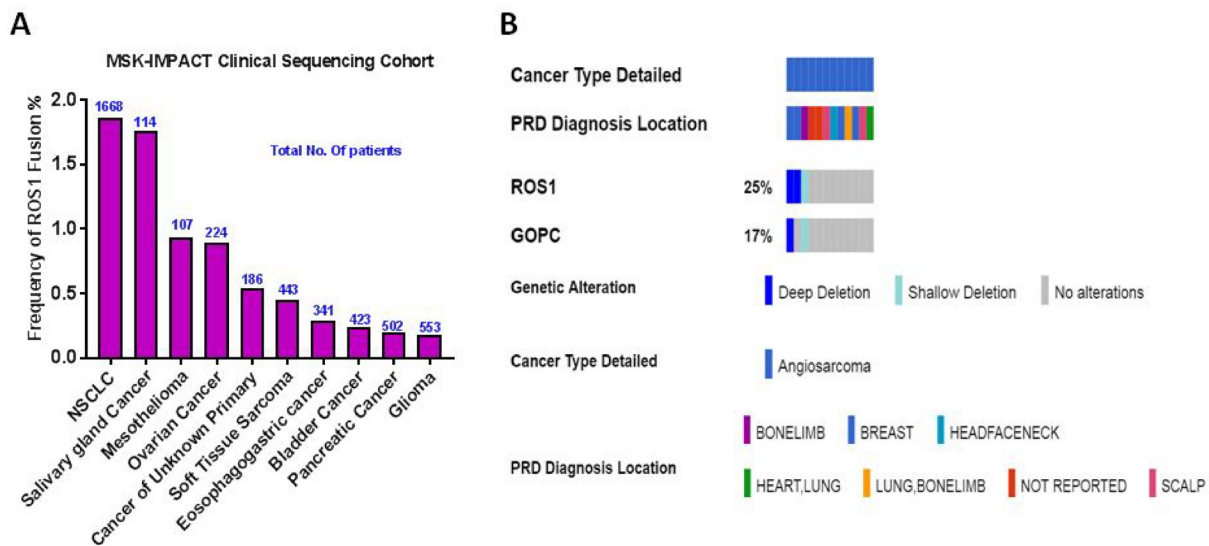 A
MSK-IMPACT Clinical Sequencing Cohort
Frequency of ROS1 Fusion %
2.0
1.5
1.0
0.5
0.0
1668
114
107
224
186
443
341
423
502
553
Total No. Of patients
NSCLC
Salivary gland Cancer
Mesothelioma
Ovarian Cancer
Cancer of Unknown Primary
Soft Tissue Sarcoma
Eosophagogastric cancer
Bladder Cancer
Pancreatic Cancer
Glioma
B
Cancer Type Detailed
PRD Diagnosis Location
ROS1 25%
GOPC 17%
Genetic Alteration Deep Deletion Shallow Deletion No alterations
Cancer Type Detailed Angiosarcoma
BONELIMB BREAST HEADFACENECK
PRD Diagnosis Location
HEART,LUNG LUNG,BONELIMB NOT REPORTED SCALP